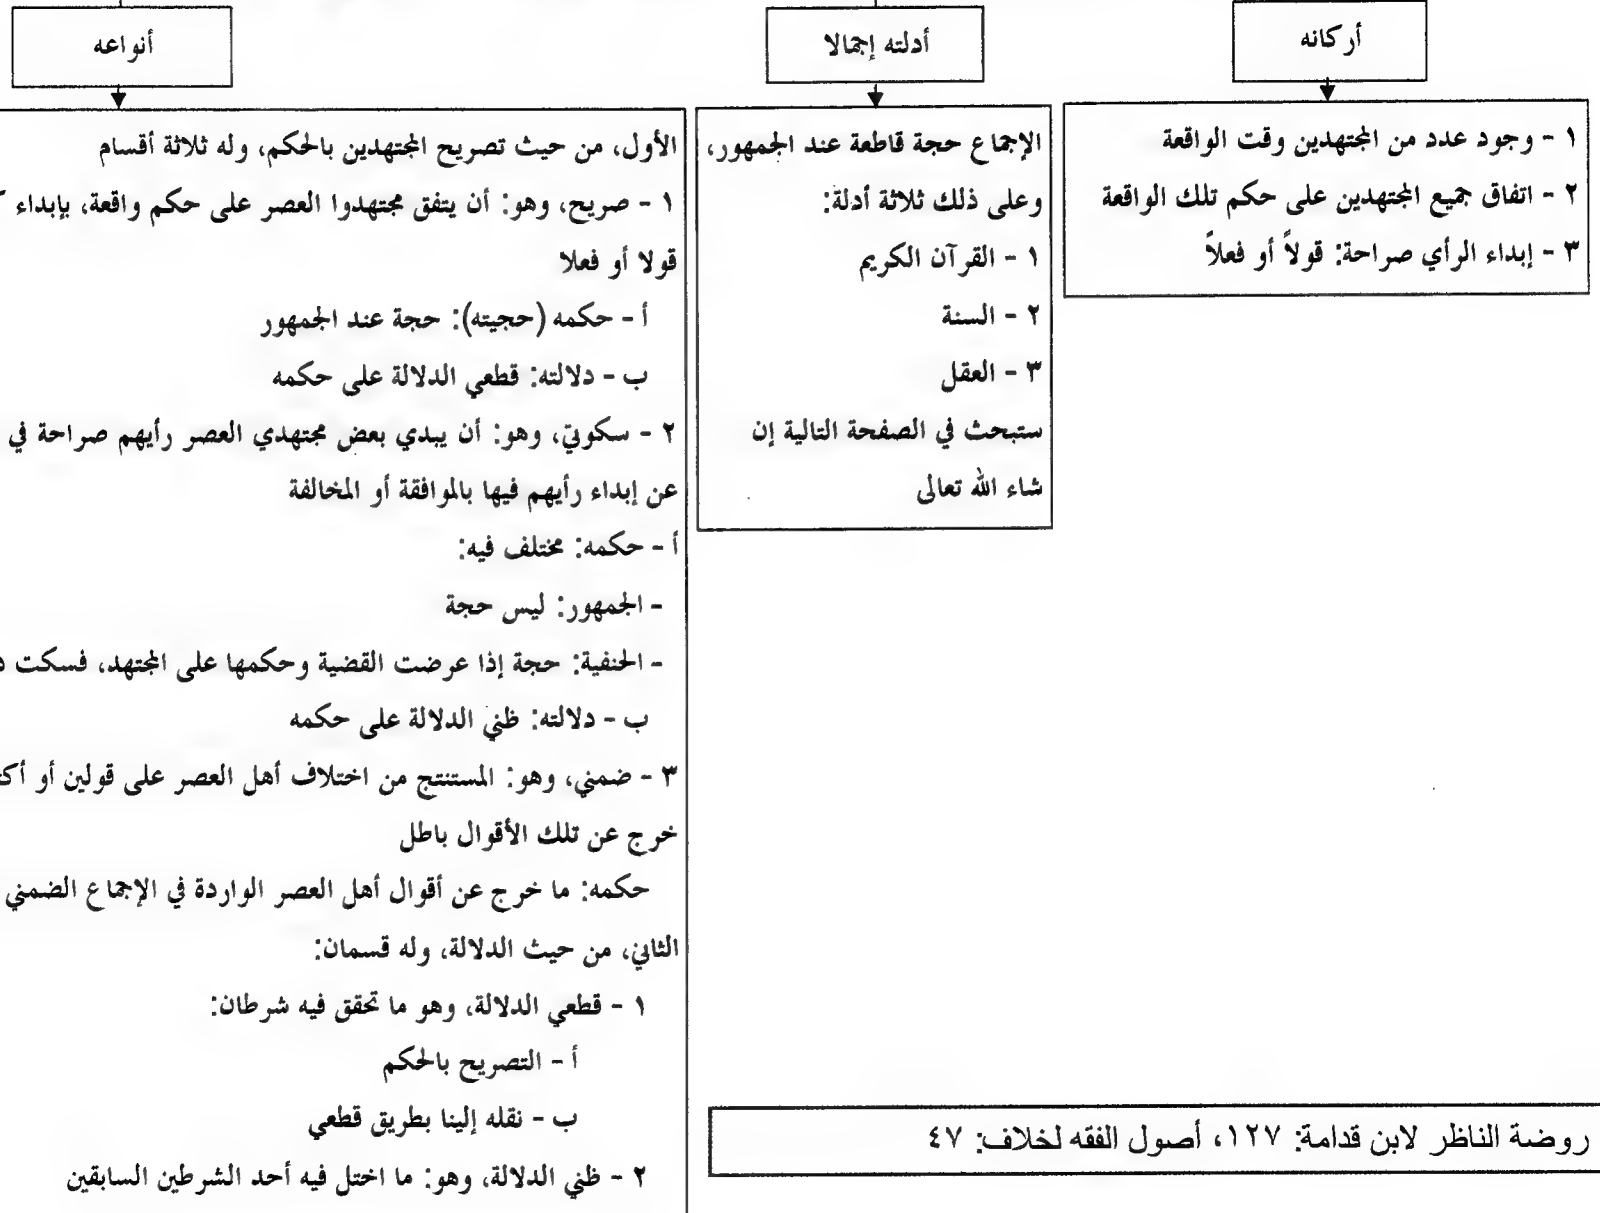 أركانه
١ - وجود عدد من المجتهدين وقت الواقعة
٢ - اتفاق جميع المجتهدين على حكم تلك الواقعة
٣ - إبداء الرأي صراحة: قولاً أو فعلاً
أدلته إجمالا
الإجماع حجة قاطعة عند الجمهور،
وعلى ذلك ثلاثة أدلة:
١ - القرآن الكريم
٢ - السنة
٣ - العقل
ستبحث في الصفحة التالية إن
شاء الله تعالى
أنواعه
الأول، من حيث تصريح المجتهدين بالحكم، وله ثلاثة أقسام
١ - صريح، وهو: أن يتفق مجتهدوا العصر على حكم واقعة، بإبداء
قولا أو فعلا
أ - حكمه (حجيته): حجة عند الجمهور
ب - دلالته: قطعي الدلالة على حكمه
٢ - سكوتي، وهو: أن يبدي بعض مجتهدي العصر رأيهم صراحة في
عن إبداء رأيهم فيها بالموافقة أو المخالفة
أ - حكمه: مختلف فيه:
- الجمهور: ليس حجة
- الحنفية: حجة إذا عرضت القضية وحكمها على المجتهد، فسكت
ب - دلالته: ظني الدلالة على حكمه
٣ - ضمني، وهو: المستنتج من اختلاف أهل العصر على قولين أو
خرج عن تلك الأقوال باطل
حكمه: ما خرج عن أقوال أهل العصر الواردة في الإجماع الضمني
الثاني، من حيث الدلالة، وله قسمان:
١ - قطعي الدلالة، وهو ما تحقق فيه شرطان:
أ - التصريح بالحكم
ب - نقله إلينا بطريق قطعي
٢ - ظني الدلالة، وهو: ما اختل فيه أحد الشرطين السابقين
روضة الناظر لابن قدامة: ١٢٧، أصول الفقه لخلاف: ٤٧